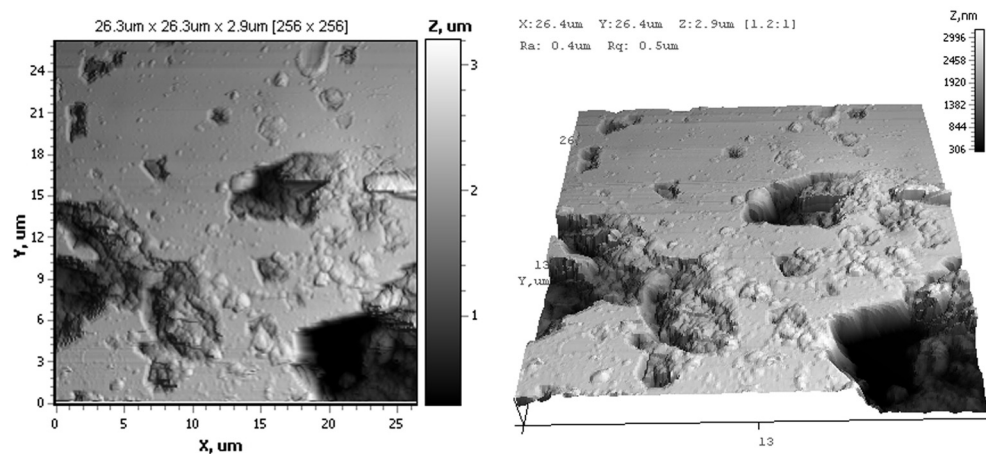 26.3um x 26.3um x 2.9um [256 x 256]
Z, um
3
2
1
24
21
18
15
12
9
6
3
0
Y, um
0 5 10 15 20 25
X, um
X:26.4um Y:26.4um Z:2.9um [1.2:1]
Ra: 0.4um Rq: 0.5um
Z,nm
2996
2458
1920
1382
844
306
26
13
Y,um
13